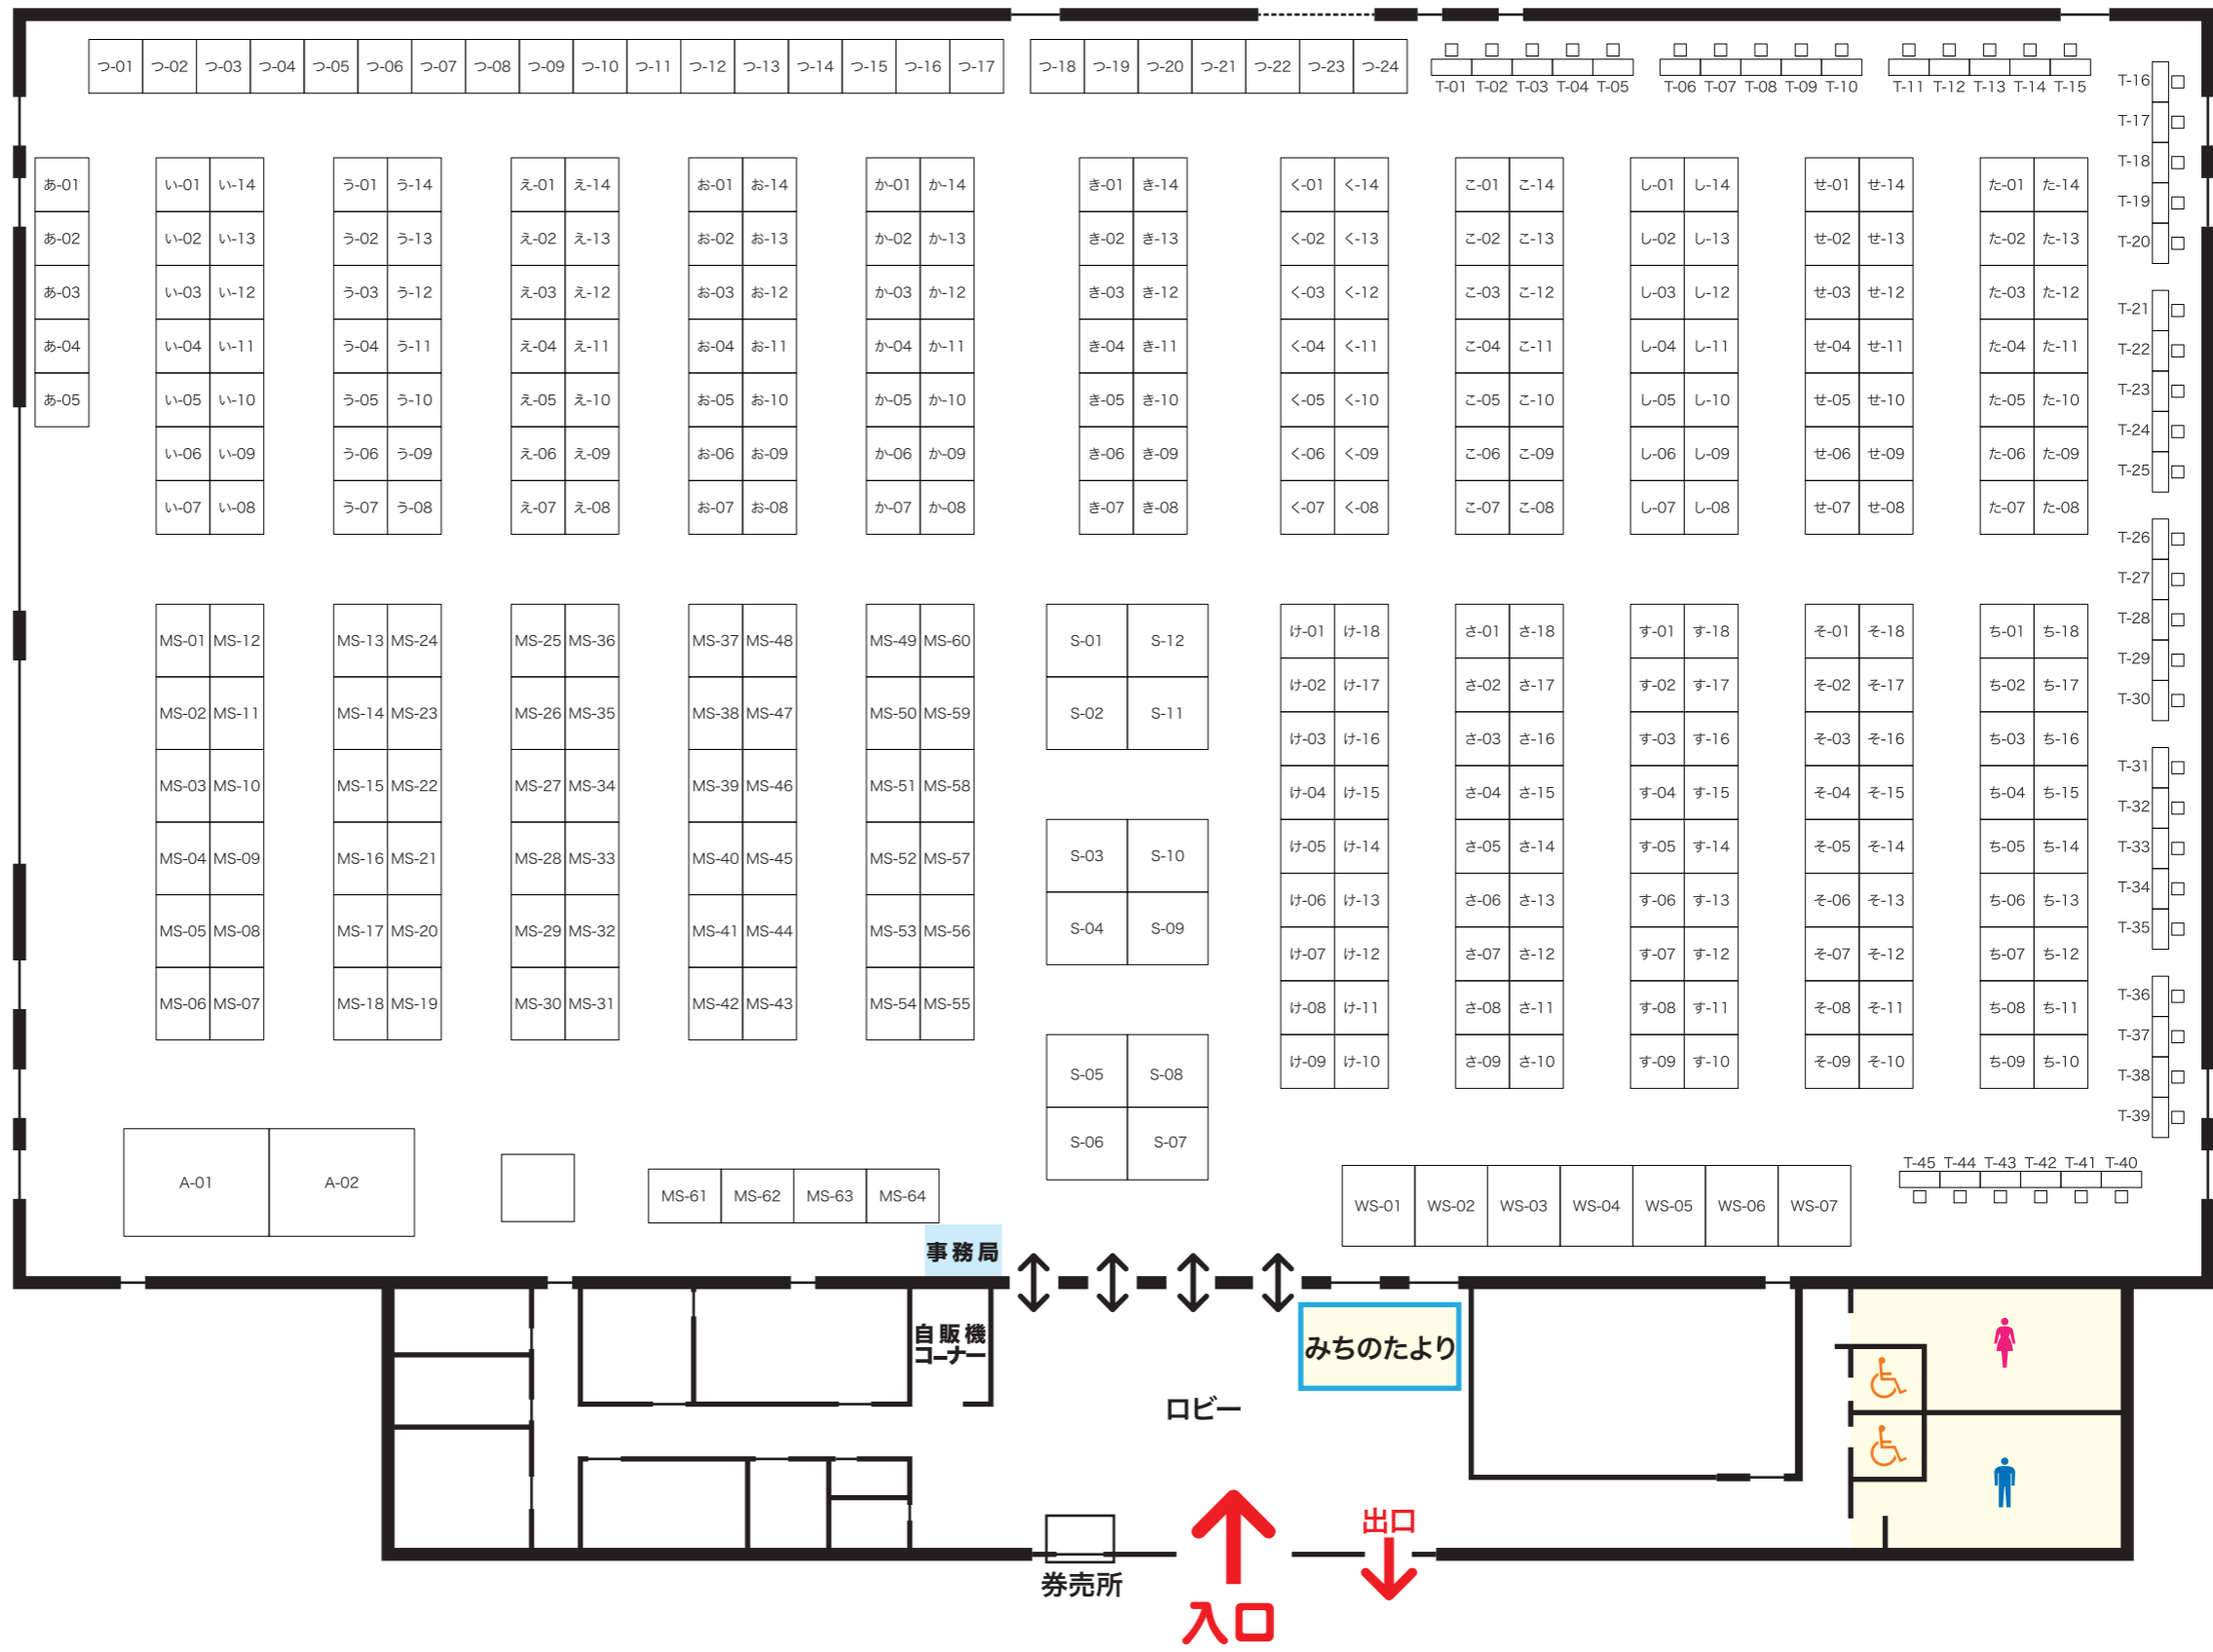 つ-01 つ-02 つ-03 つ-04 つ-05 つ-06 つ-07 つ-08 つ-09 つ-10 つ-11 つ-12 つ-13 つ-14 つ-15 つ-16 つ-17 つ-18 つ-19 つ-20 つ-21 つ-22 つ-23 つ-24
T-01 T-02 T-03 T-04 T-05 T-06 T-07 T-08 T-09 T-10 T-11 T-12 T-13 T-14 T-15
T-16
T-17
T-18
T-19
T-20
T-21
T-22
T-23
T-24
T-25
T-26
T-27
T-28
T-29
T-30
T-31
T-32
T-33
T-34
T-35
T-36
T-37
T-38
T-39
あ-01
あ-02
あ-03
あ-04
あ-05
い-01 い-14
い-02 い-13
い-03 い-12
い-04 い-11
い-05 い-10
い-06 い-09
い-07 い-08
う-01 う-14
う-02 う-13
う-03 う-12
う-04 う-11
う-05 う-10
う-06 う-09
う-07 う-08
え-01 え-14
え-02 え-13
え-03 え-12
え-04 え-11
え-05 え-10
え-06 え-09
え-07 え-08
お-01 お-14
お-02 お-13
お-03 お-12
お-04 お-11
お-05 お-10
お-06 お-09
お-07 お-08
か-01 か-14
か-02 か-13
か-03 か-12
か-04 か-11
か-05 か-10
か-06 か-09
か-07 か-08
き-01 き-14
き-02 き-13
き-03 き-12
き-04 き-11
き-05 き-10
き-06 き-09
き-07 き-08
く-01 く-14
く-02 く-13
く-03 く-12
く-04 く-11
く-05 く-10
く-06 く-09
く-07 く-08
こ-01 こ-14
こ-02 こ-13
こ-03 こ-12
こ-04 こ-11
こ-05 こ-10
こ-06 こ-09
こ-07 こ-08
し-01 し-14
し-02 し-13
し-03 し-12
し-04 し-11
し-05 し-10
し-06 し-09
し-07 し-08
せ-01 せ-14
せ-02 せ-13
せ-03 せ-12
せ-04 せ-11
せ-05 せ-10
せ-06 せ-09
せ-07 せ-08
た-01 た-14
た-02 た-13
た-03 た-12
た-04 た-11
た-05 た-10
た-06 た-09
た-07 た-08
MS-01 MS-12
MS-02 MS-11
MS-03 MS-10
MS-04 MS-09
MS-05 MS-08
MS-06 MS-07
MS-13 MS-24
MS-14 MS-23
MS-15 MS-22
MS-16 MS-21
MS-17 MS-20
MS-18 MS-19
MS-25 MS-36
MS-26 MS-35
MS-27 MS-34
MS-28 MS-33
MS-29 MS-32
MS-30 MS-31
MS-37 MS-48
MS-38 MS-47
MS-39 MS-46
MS-40 MS-45
MS-41 MS-44
MS-42 MS-43
MS-49 MS-60
MS-50 MS-59
MS-51 MS-58
MS-52 MS-57
MS-53 MS-56
MS-54 MS-55
S-01 S-12
S-02 S-11
S-03 S-10
S-04 S-09
S-05 S-08
S-06 S-07
け-01 け-18
け-02 け-17
け-03 け-16
け-04 け-15
け-05 け-14
け-06 け-13
け-07 け-12
け-08 け-11
け-09 け-10
さ-01 さ-18
さ-02 さ-17
さ-03 さ-16
さ-04 さ-15
さ-05 さ-14
さ-06 さ-13
さ-07 さ-12
さ-08 さ-11
さ-09 さ-10
す-01 す-18
す-02 す-17
す-03 す-16
す-04 す-15
す-05 す-14
す-06 す-13
す-07 す-12
す-08 す-11
す-09 す-10
そ-01 そ-18
そ-02 そ-17
そ-03 そ-16
そ-04 そ-15
そ-05 そ-14
そ-06 そ-13
そ-07 そ-12
そ-08 そ-11
そ-09 そ-10
ち-01 ち-18
ち-02 ち-17
ち-03 ち-16
ち-04 ち-15
ち-05 ち-14
ち-06 ち-13
ち-07 ち-12
ち-08 ち-11
ち-09 ち-10
A-01 A-02
MS-61 MS-62 MS-63 MS-64
WS-01 WS-02 WS-03 WS-04 WS-05 WS-06 WS-07
T-45 T-44 T-43 T-42 T-41 T-40
事務局
自販機
コーナー
みちのたより
ロビー
出口
券売所
入口